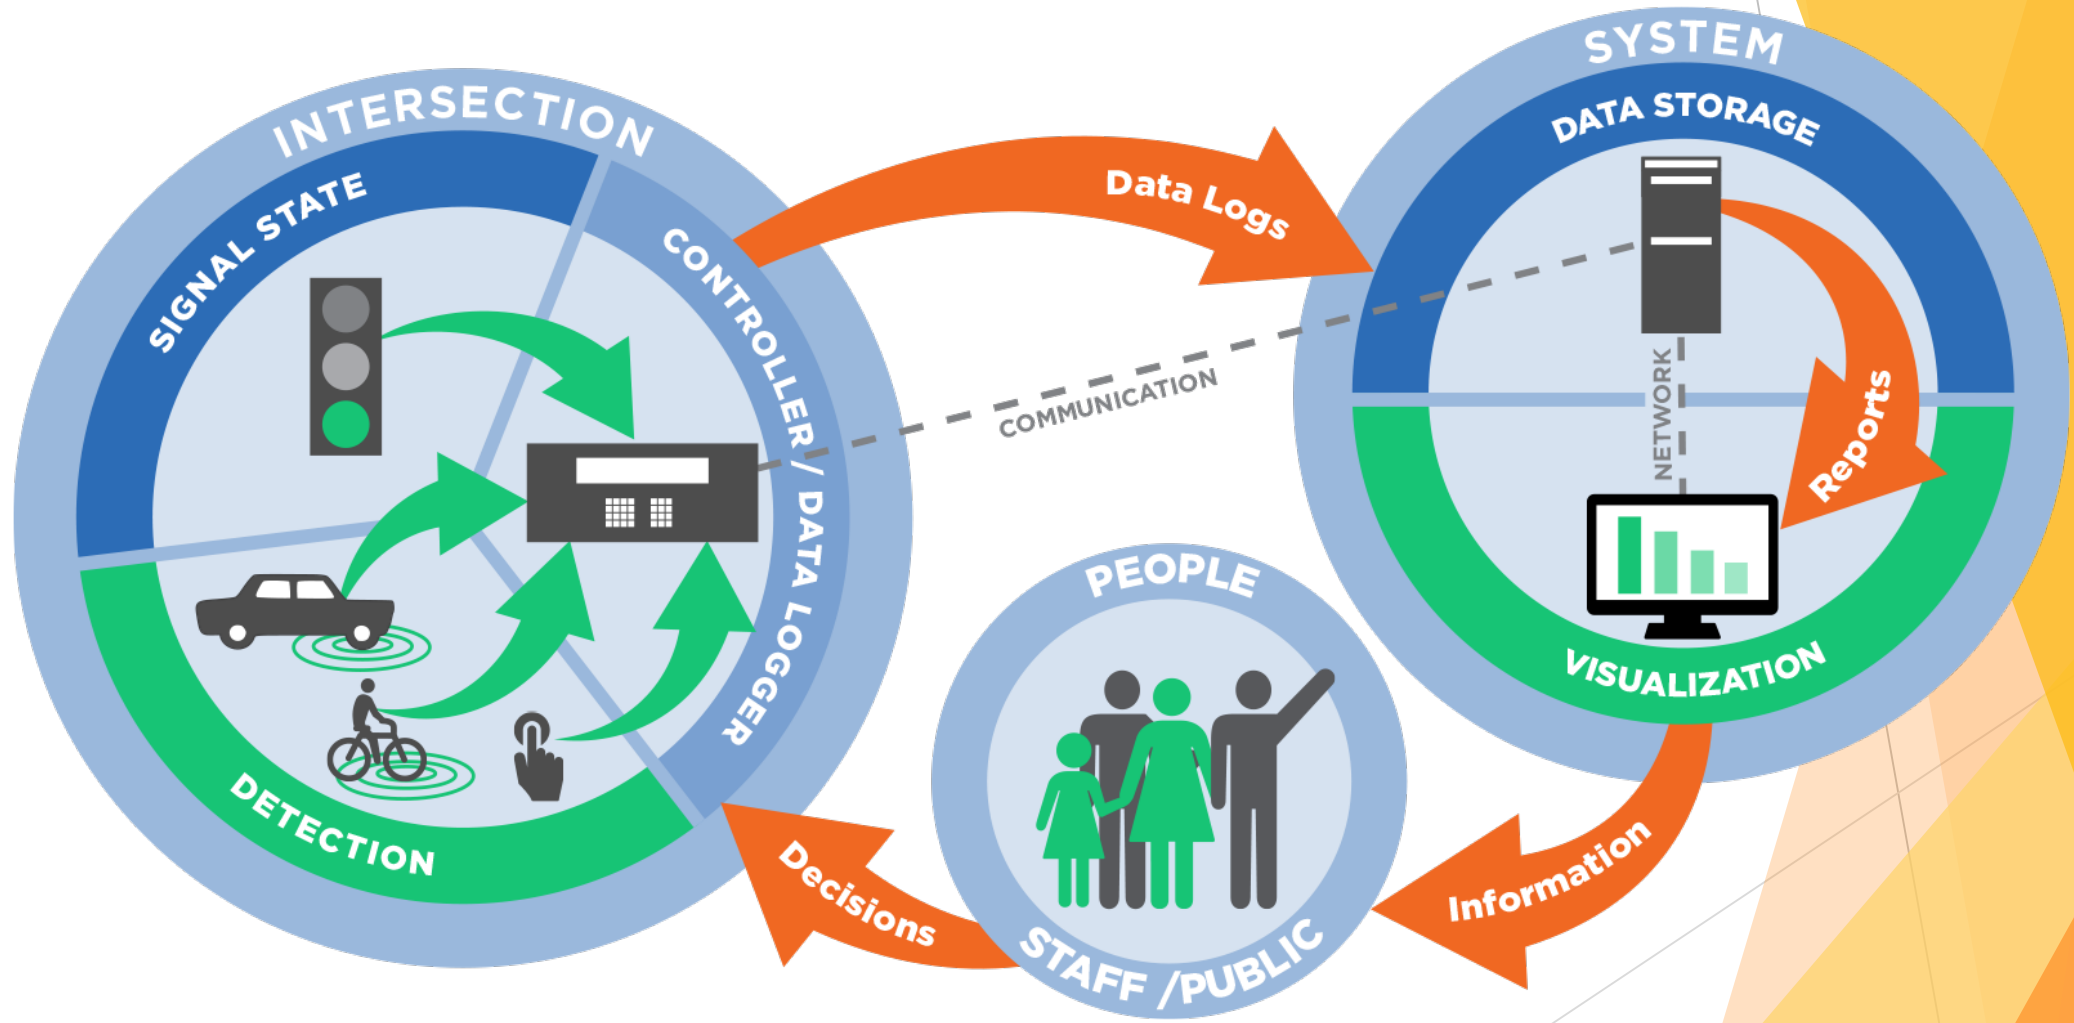 INTERSECTION
SIGNAL STATE
CONTROLLER / DATA LOGGER
DETECTION
Data Logs
COMMUNICATION
SYSTEM
DATA STORAGE
NETWORK
Reports
VISUALIZATION
Information
PEOPLE
STAFF /PUBLIC
Decisions